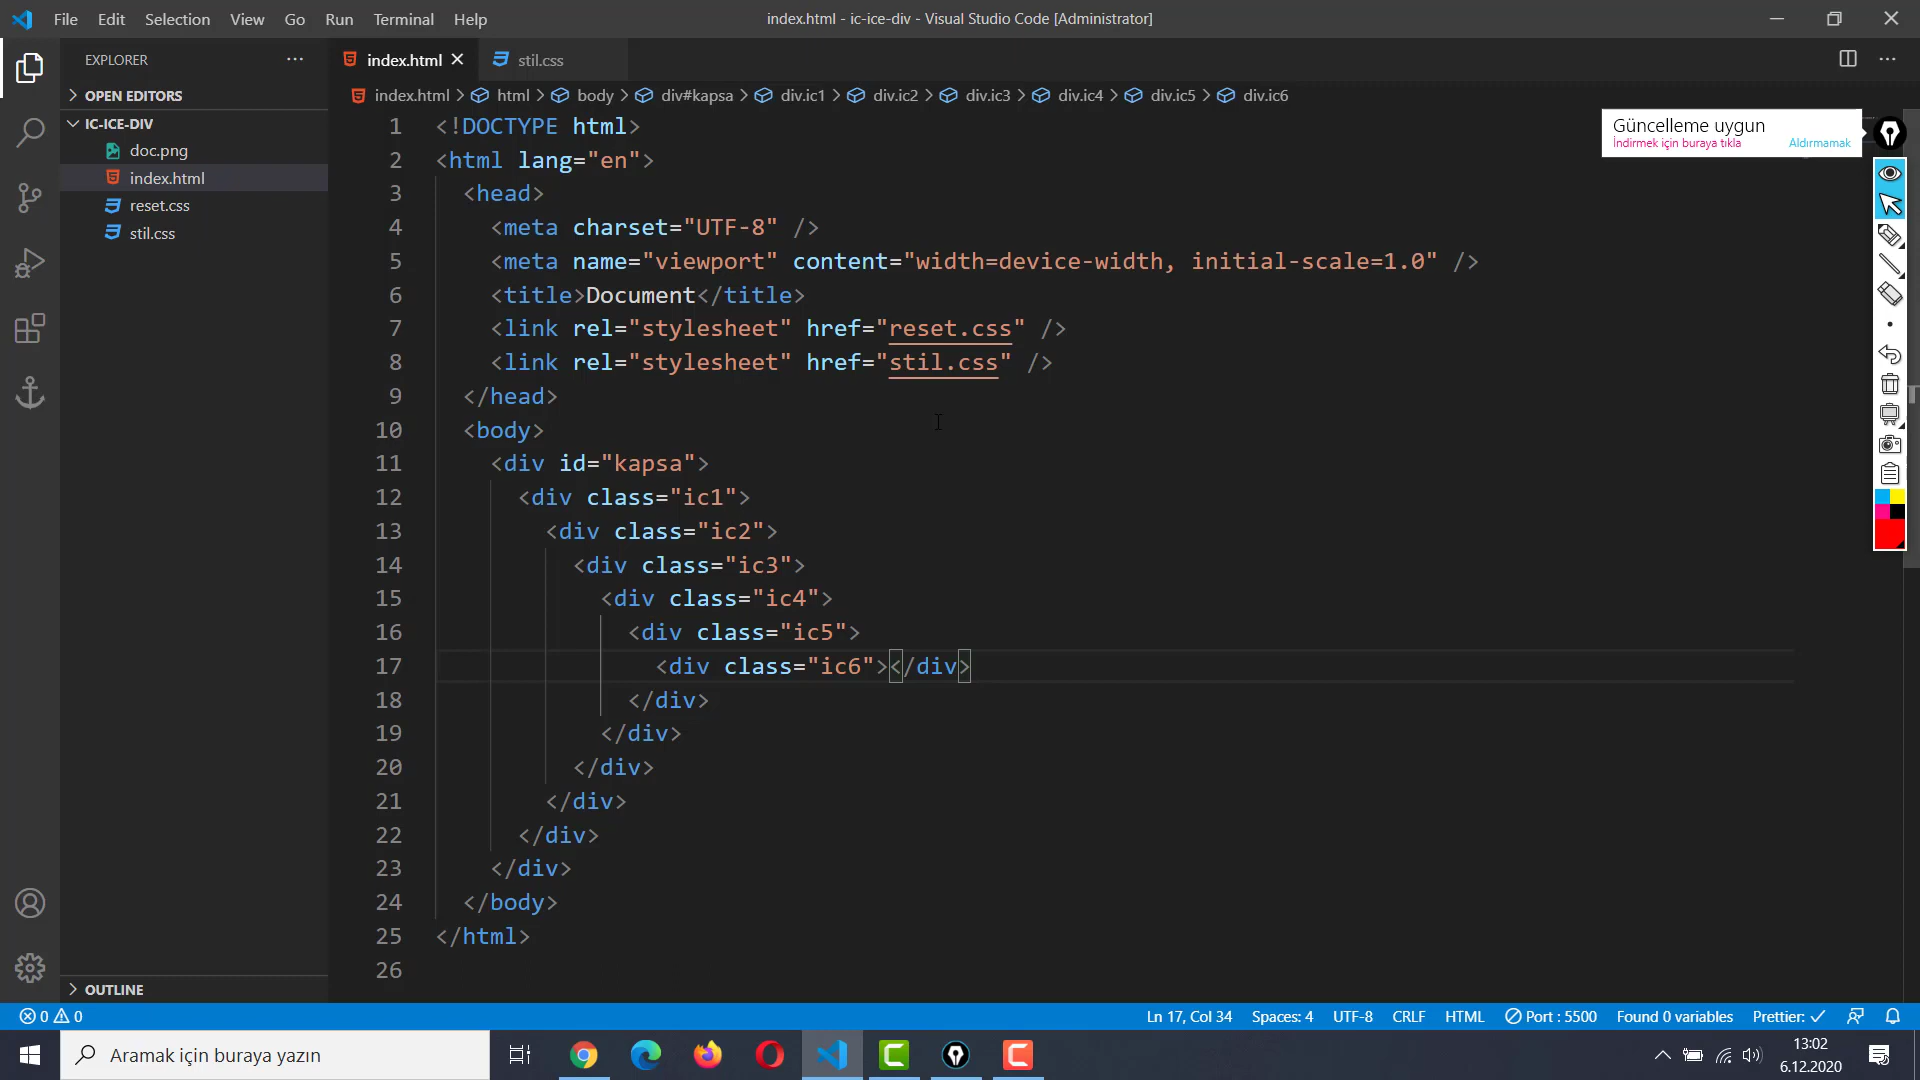 File Edit Selection View Go Run Terminal Help
index.html - ic-ice-div - Visual Studio Code [Administrator]
EXPLORER
OPEN EDITORS
IC-ICE-DIV
doc.png
index.html
reset.css
stil.css
OUTLINE
index.html
stil.css
index.html > html > body > div#kapsa > div.ic1 > div.ic2 > div.ic3 > div.ic4 > div.ic5 > div.ic6
1 <!DOCTYPE html>
2 <html lang="en">
3 <head>
4 <meta charset="UTF-8" />
5 <meta name="viewport" content="width=device-width, initial-scale=1.0" />
6 <title>Document</title>
7 <link rel="stylesheet" href="reset.css" />
8 <link rel="stylesheet" href="stil.css" />
9 </head>
10 <body>
11 <div id="kapsa">
12 <div class="ic1">
13 <div class="ic2">
14 <div class="ic3">
15 <div class="ic4">
16 <div class="ic5">
17 <div class="ic6"></div>
18 </div>
19 </div>
20 </div>
21 </div>
22 </div>
23 </div>
24 </body>
25 </html>
26
Güncelleme uygun
İndirmek için buraya tıkla Aldırmamak
0 0
Ln 17, Col 34 Spaces: 4 UTF-8 CRLF HTML Port : 5500 Found 0 variables Prettier: ✓
Aramak için buraya yazın
13:02
6.12.2020